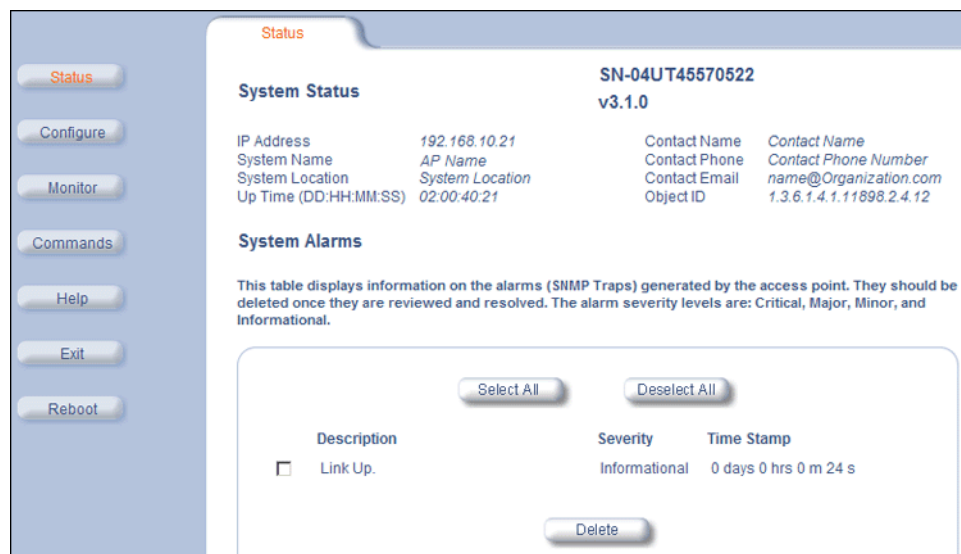 Status
Status
Configure
Monitor
Commands
Help
Exit
Reboot
System Status
SN-04UT45570522
v3.1.0
IP Address 192.168.10.21 Contact Name Contact Name
System Name AP Name Contact Phone Contact Phone Number
System Location System Location Contact Email name@Organization.com
Up Time (DD:HH:MM:SS) 02:00:40:21 Object ID 1.3.6.1.4.1.11898.2.4.12
System Alarms
This table displays information on the alarms (SNMP Traps) generated by the access point. They should be
deleted once they are reviewed and resolved. The alarm severity levels are: Critical, Major, Minor, and
Informational.
Select All Deselect All
Description Severity Time Stamp
Link Up. Informational 0 days 0 hrs 0 m 24 s
Delete